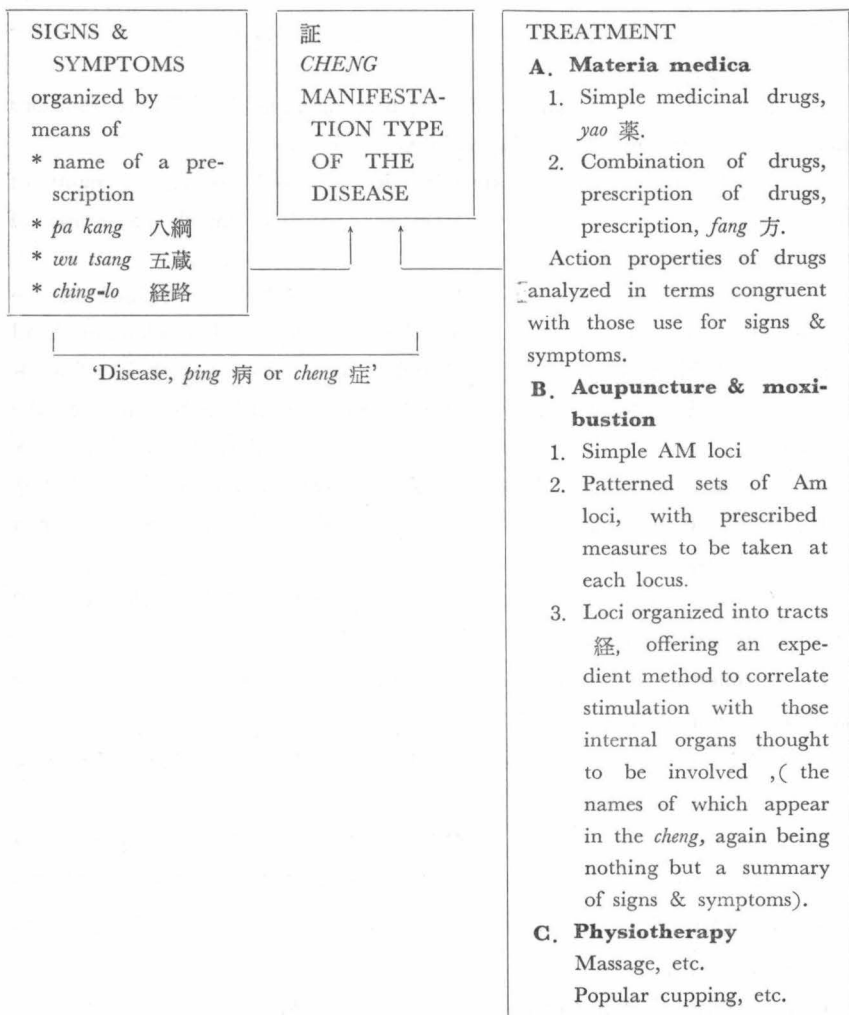 SIGNS &
SYMPTOMS
organized by
means of
* name of a pre-
scription
* pa kang 八綱
* wu tsang 五蔵
* ching-lo 経路
証
CHENG
MANIFESTA-
TION TYPE
OF THE
DISEASE
'Disease, ping 病 or cheng 症'
TREATMENT
A. Materia medica
1. Simple medicinal drugs,
yao 薬.
2. Combination of drugs,
prescription of drugs,
prescription, fang 方.
Action properties of drugs
analyzed in terms congruent
with those use for signs &
symptoms.
B. Acupuncture & moxi-
bustion
1. Simple AM loci
2. Patterned sets of Am
loci, with prescribed
measures to be taken at
each locus.
3. Loci organized into tracts
経, offering an expe-
dient method to correlate
stimulation with those
internal organs thought
to be involved ,( the
names of which appear
in the cheng, again being
nothing but a summary
of signs & symptoms).
C. Physiotherapy
Massage, etc.
Popular cupping, etc.